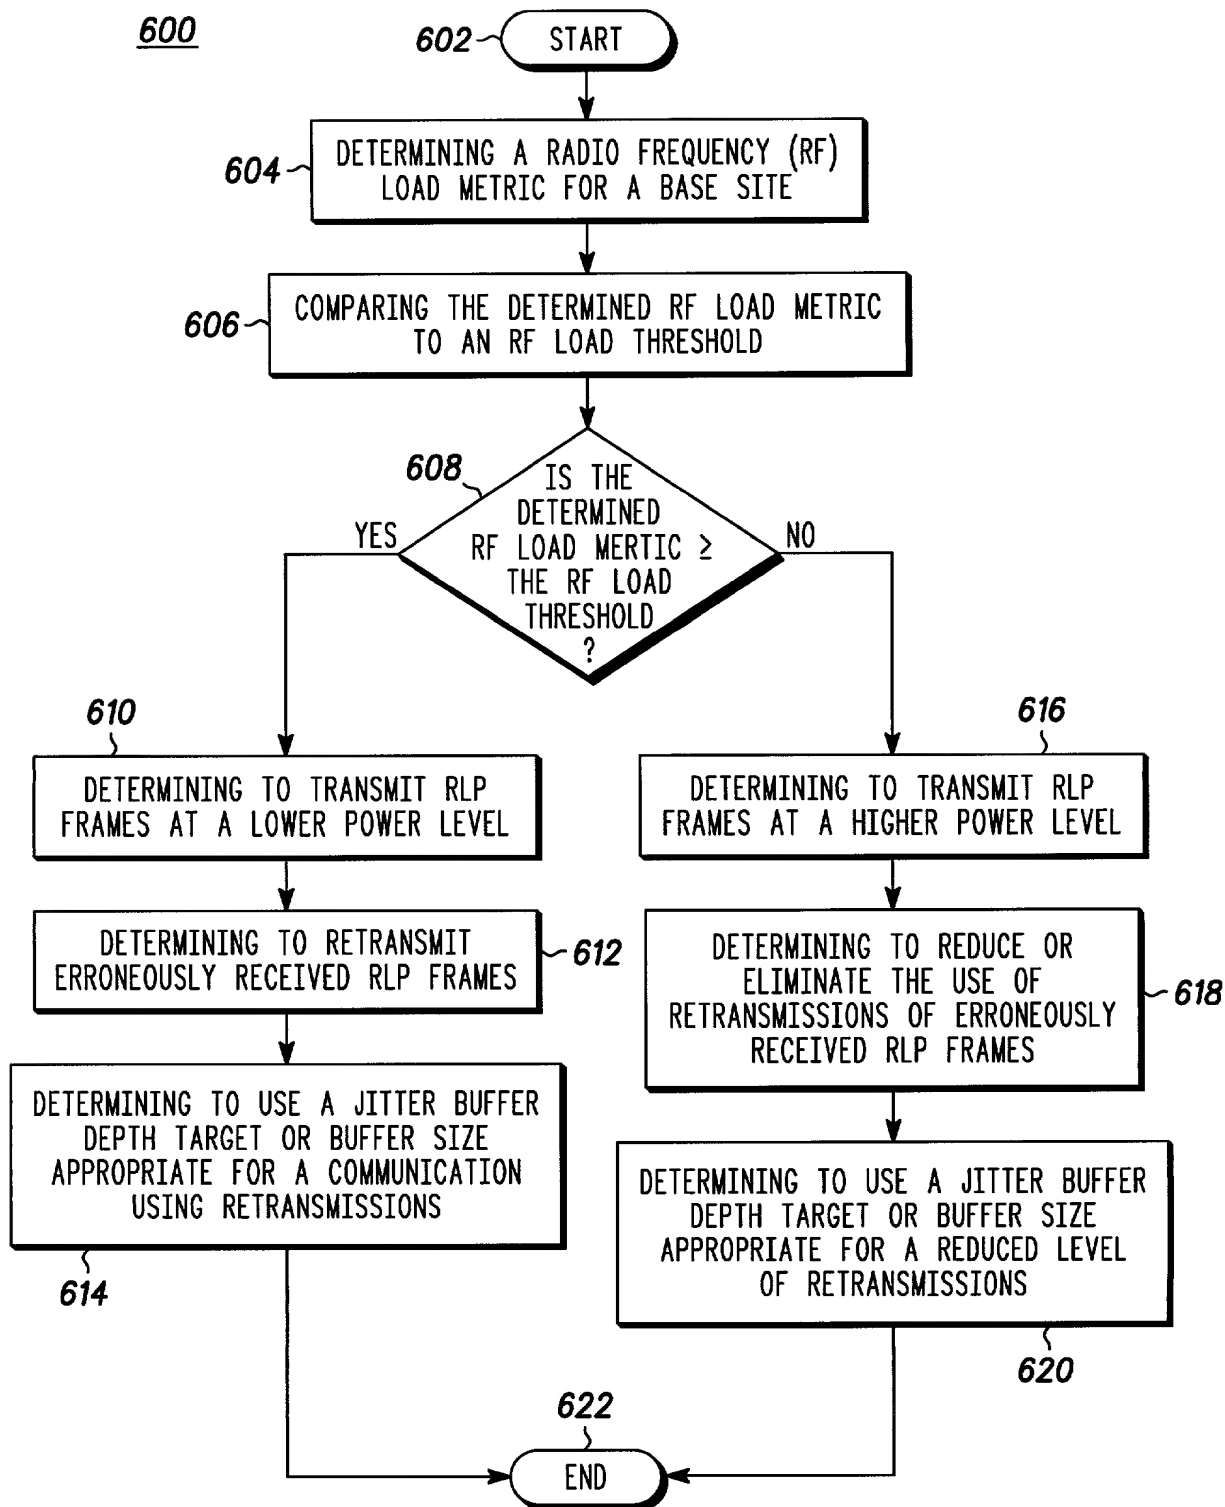 600
602
START
604
DETERMINING A RADIO FREQUENCY (RF)
LOAD METRIC FOR A BASE SITE
606
COMPARING THE DETERMINED RF LOAD METRIC
TO AN RF LOAD THRESHOLD
608
IS THE
DETERMINED
RF LOAD MERTIC ≥
THE RF LOAD
THRESHOLD
?
YES
NO
610
DETERMINING TO TRANSMIT RLP
FRAMES AT A LOWER POWER LEVEL
612
DETERMINING TO RETRANSMIT
ERRONEOUSLY RECEIVED RLP FRAMES
614
DETERMINING TO USE A JITTER BUFFER
DEPTH TARGET OR BUFFER SIZE
APPROPRIATE FOR A COMMUNICATION
USING RETRANSMISSIONS
616
DETERMINING TO TRANSMIT RLP
FRAMES AT A HIGHER POWER LEVEL
618
DETERMINING TO REDUCE OR
ELIMINATE THE USE OF
RETRANSMISSIONS OF ERRONEOUSLY
RECEIVED RLP FRAMES
620
DETERMINING TO USE A JITTER BUFFER
DEPTH TARGET OR BUFFER SIZE
APPROPRIATE FOR A REDUCED LEVEL
OF RETRANSMISSIONS
622
END